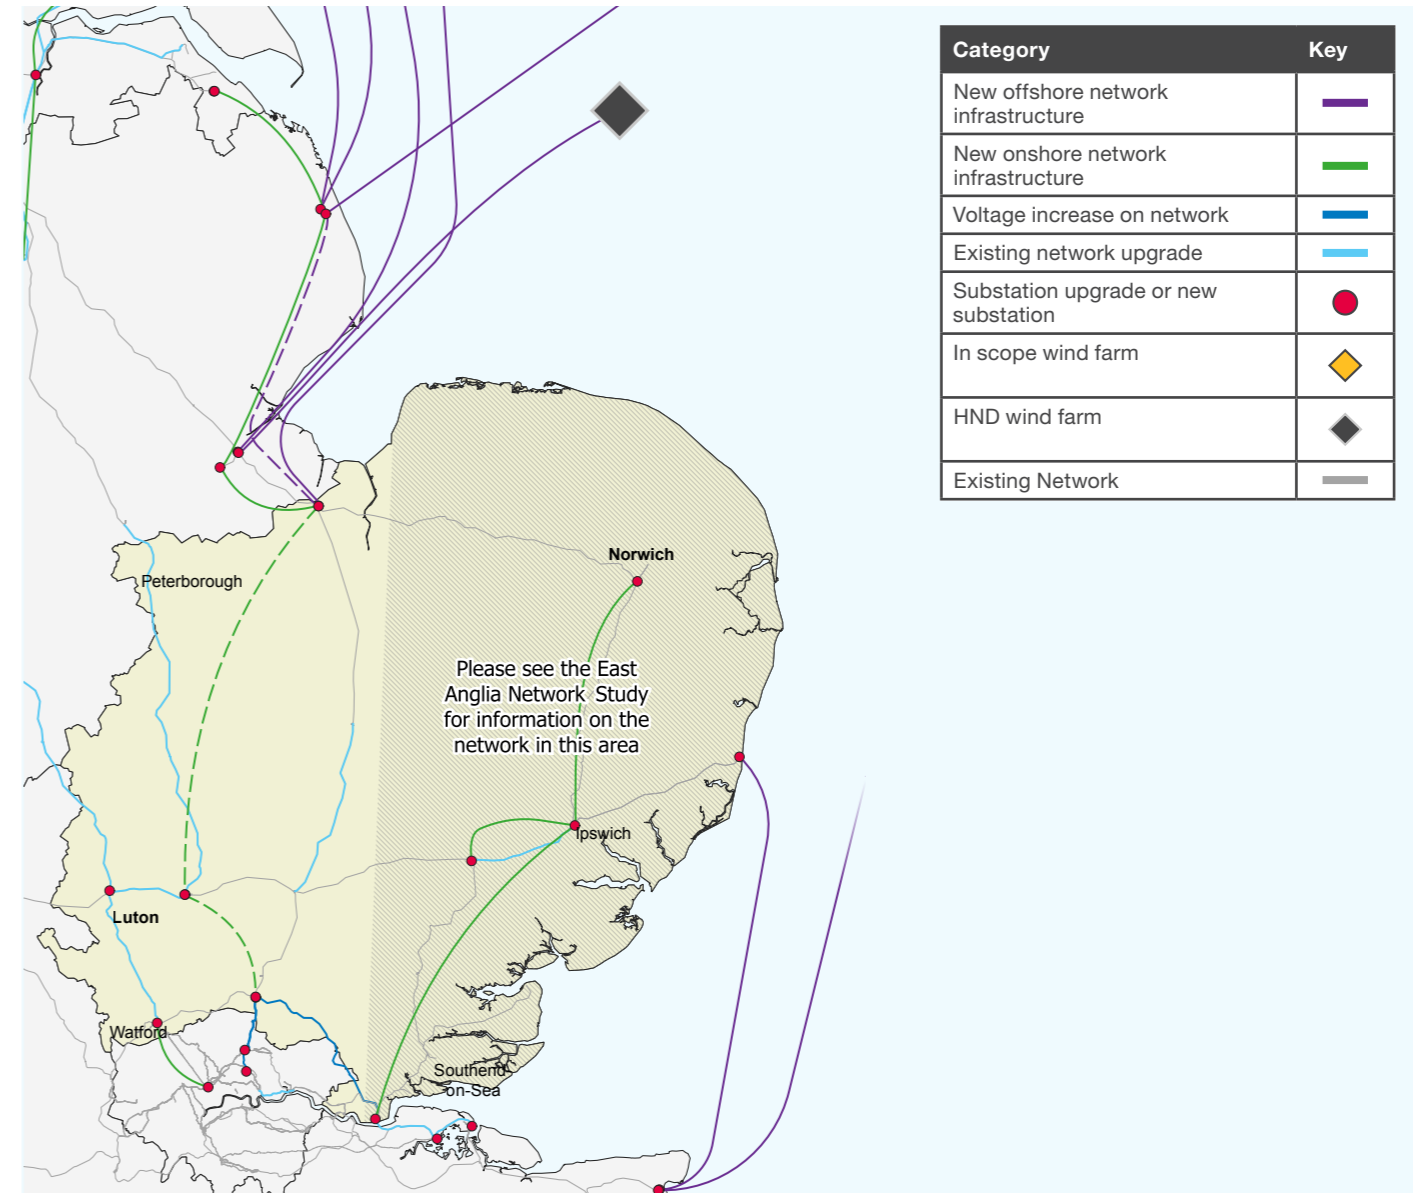 Category Key
New offshore network
infrastructure
New onshore network
infrastructure
Voltage increase on network
Existing network upgrade
Substation upgrade or new
substation
In scope wind farm
HND wind farm
Existing Network
Norwich
Peterborough
Please see the East
Anglia Network Study
for information on the
network in this area
Ipswich
Luton
Watford
Southend-
on-Sea